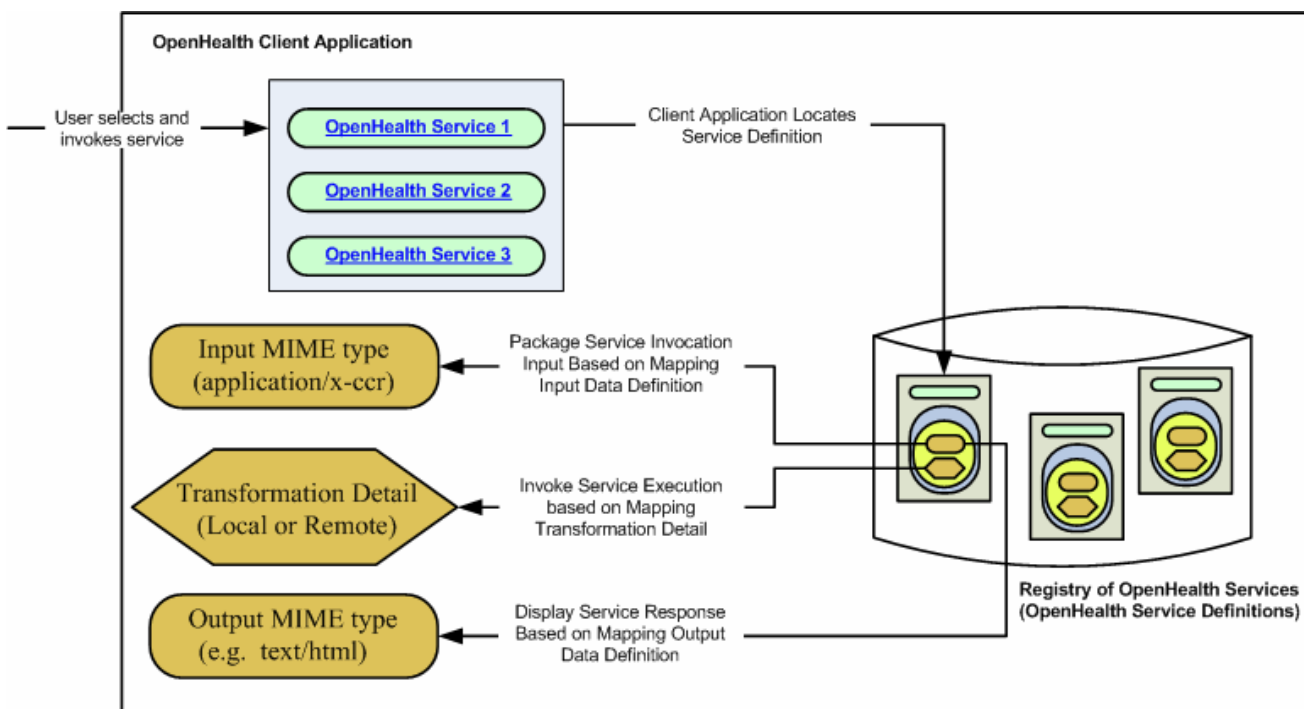 OpenHealth Client Application
User selects and
invokes service
OpenHealth Service 1
OpenHealth Service 2
OpenHealth Service 3
Client Application Locates
Service Definition
Input MIME type
(application/x-ccr)
Package Service Invocation
Input Based on Mapping
Input Data Definition
Transformation Detail
(Local or Remote)
Invoke Service Execution
based on Mapping
Transformation Detail
Output MIME type
(e.g. text/html)
Display Service Response
Based on Mapping Output
Data Definition
Registry of OpenHealth Services
(OpenHealth Service Definitions)